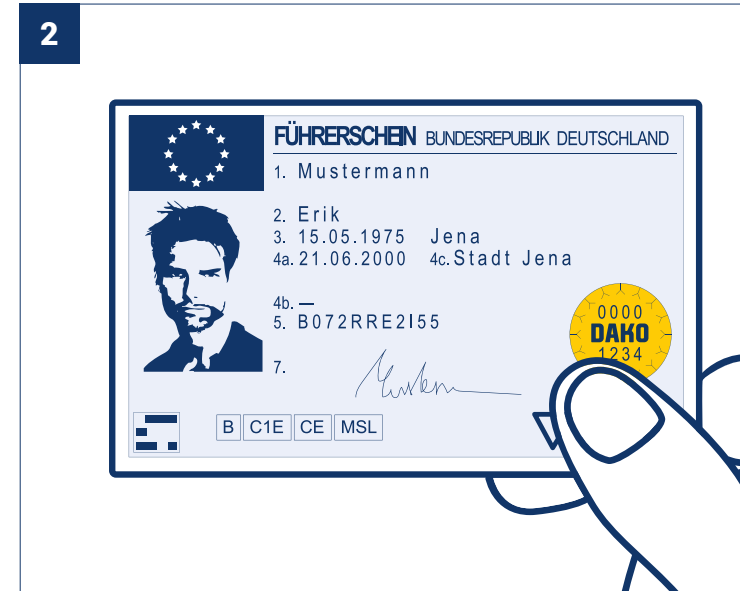 2
FÜHRERSCHEIN BUNDESREPUBLIK DEUTSCHLAND
1. Mustermann
2. Erik
3. 15.05.1975 Jena
4a. 21.06.2000 4c. Stadt Jena
4b. —
5. B072RRE2I55
7.
0000
DAKO
1234
B C1E CE MSL